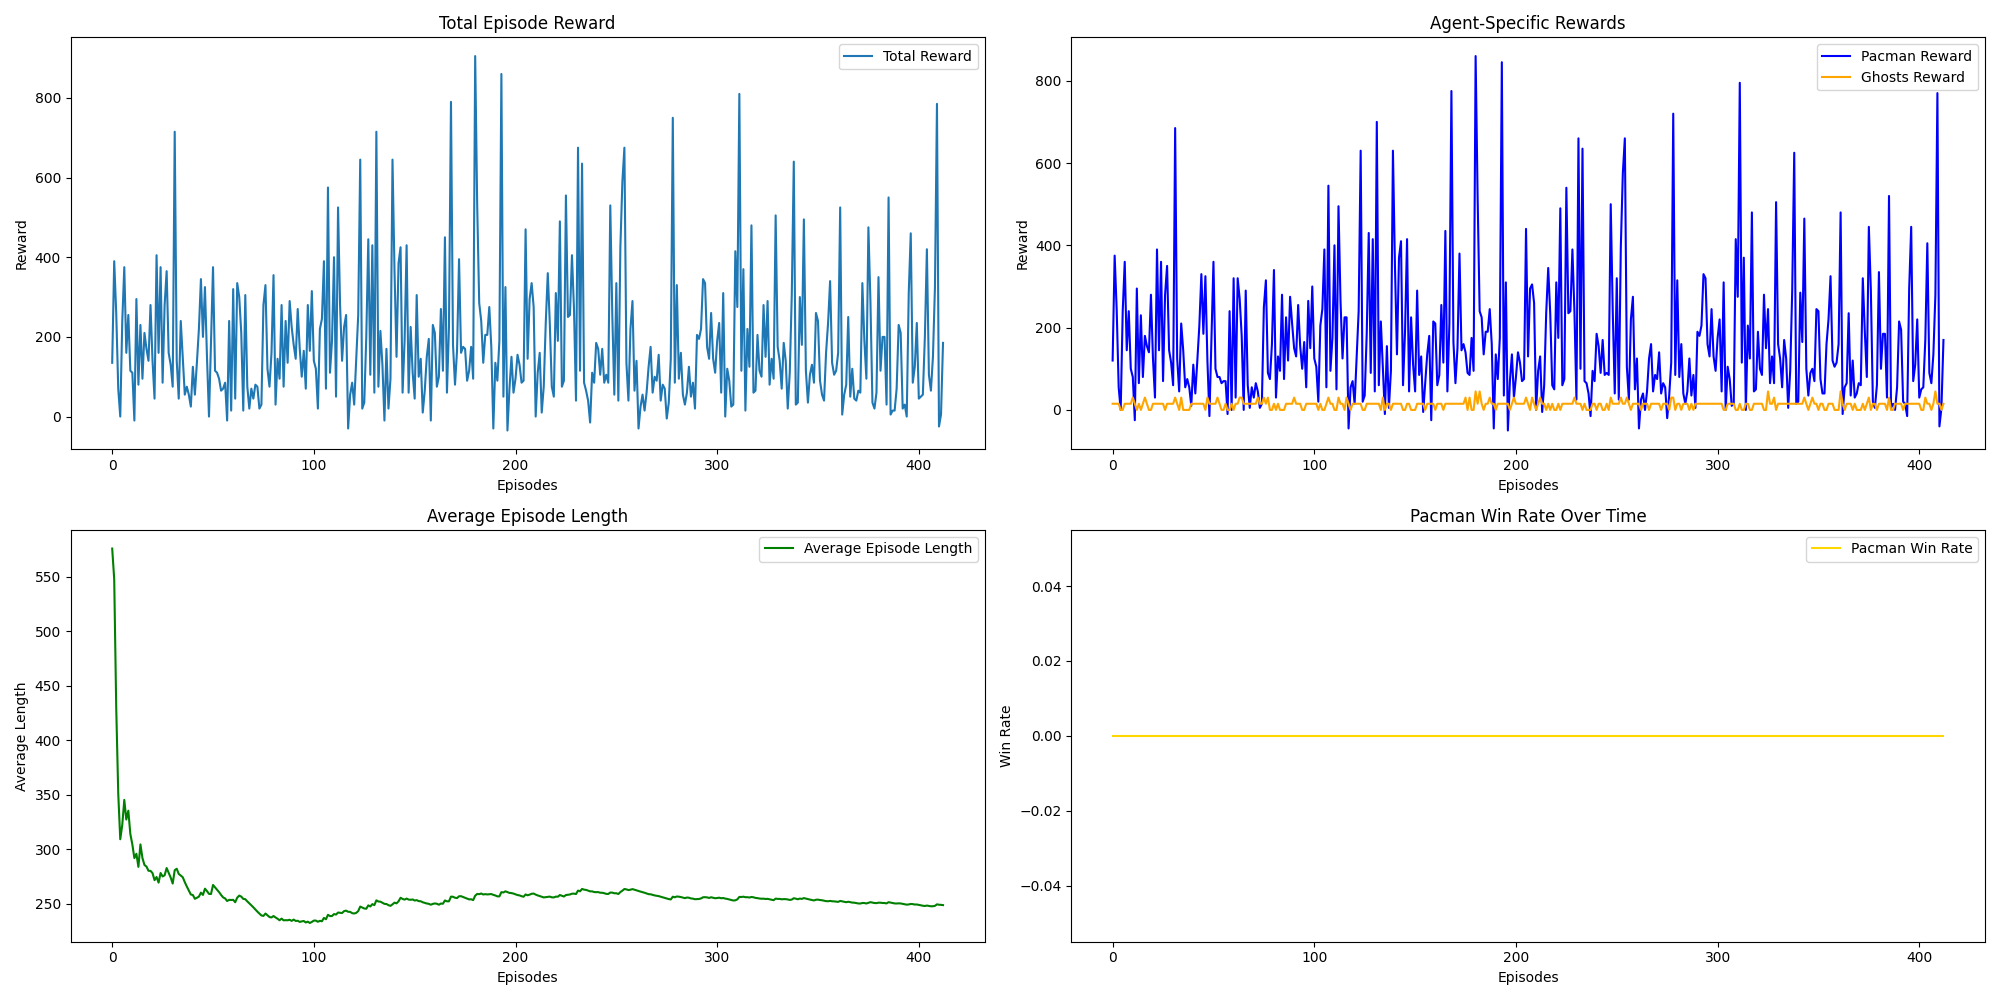 Total Episode Reward
Total Reward
Reward
800
600
400
200
0
0 100 200 300 400
Episodes
Agent-Specific Rewards
Pacman Reward
Ghosts Reward
Reward
800
600
400
200
0
0 100 200 300 400
Episodes
Average Episode Length
Average Episode Length
Average Length
550
500
450
400
350
300
250
0 100 200 300 400
Episodes
Pacman Win Rate Over Time
Pacman Win Rate
Win Rate
0.04
0.02
0.00
−0.02
−0.04
0 100 200 300 400
Episodes